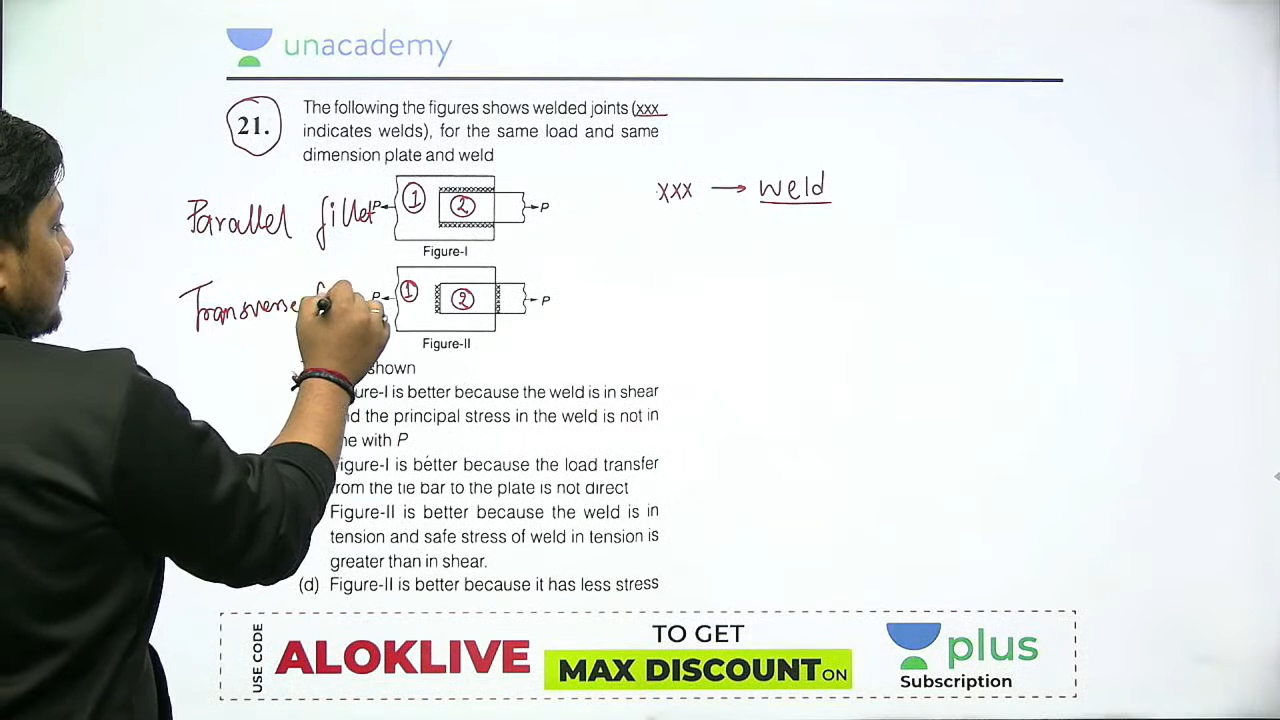 unacademy
21.
The following the figures shows welded joints (xxx
indicates welds), for the same load and same
dimension plate and weld
xxx → weld
Parallel fillet
P 1 2 P
Figure-I
Transverse f
P 1 2 P
Figure-II
shown
ure-I is better because the weld is in shear
d the principal stress in the weld is not in
ne with P
igure-I is better because the load transfer
rom the tie bar to the plate is not direct
Figure-II is better because the weld is in
tension and safe stress of weld in tension is
greater than in shear.
(d) Figure-II is better because it has less stress
USE CODE
ALOKLIVE
TO GET
MAX DISCOUNT ON
plus
Subscription